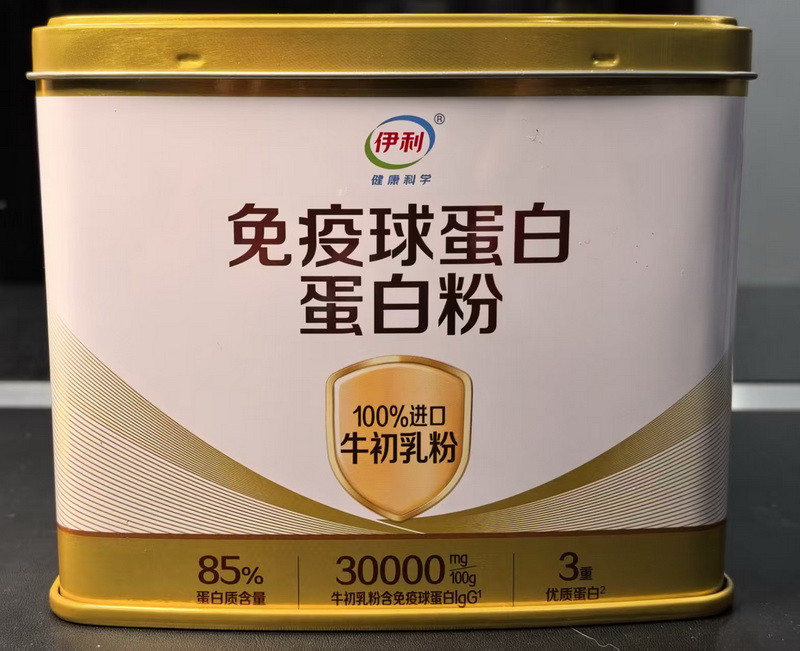 伊利®
健康科学
免疫球蛋白
蛋白粉
100%进口
牛初乳粉
85%
蛋白质含量
30000 mg/100g
牛初乳粉含免疫球蛋白IgG¹
3重
优质蛋白²